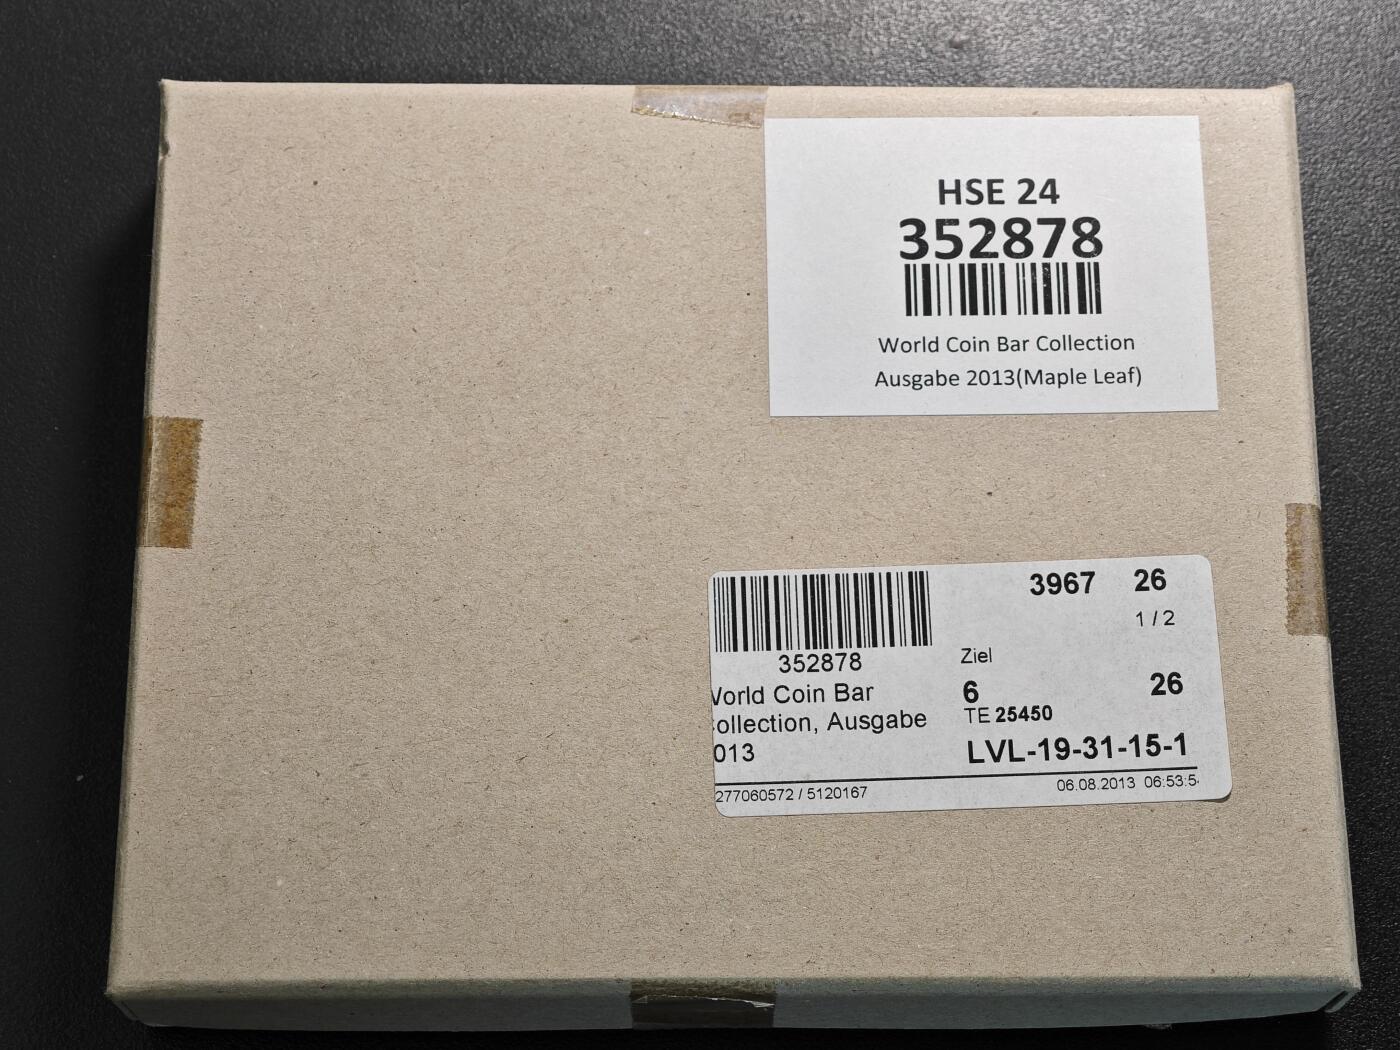 HSE 24
352878
World Coin Bar Collection
Ausgabe 2013(Maple Leaf)
3967 26
1 / 2
352878
World Coin Bar
ollection, Ausgabe
013
Ziel
6 26
TE 25450
LVL-19-31-15-1
277060572 / 5120167
06.08.2013 06:53:5